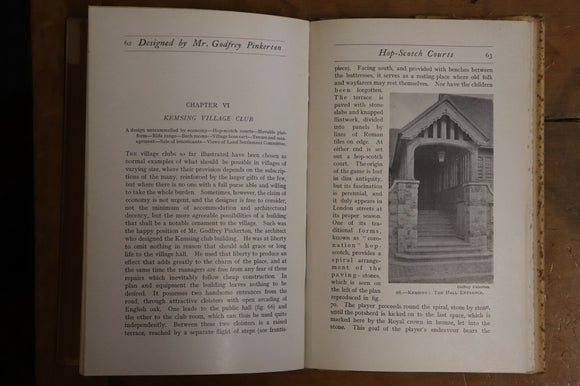 62 Designed by Mr. Godfrey Pinkerton
CHAPTER VI
KEMSING VILLAGE CLUB
A design untrammelled by economy—Hop-scotch courts—Movable plat-
form—Rifle range—Bath rooms—Village loan cart—Tenure and man-
agement—Sale of intoxicants—Views of Land Settlement Committee.
THE village clubs so far illustrated have been chosen as
normal examples of what should be possible in villages of
varying size, where their provision depends on the subscrip-
tions of the many, reinforced by the larger gifts of the few,
but where there is no one with a full purse able and willing
to take the whole burden. Sometimes, however, the claim of
economy is not urgent, and the designer is free to consider,
not the minimum of accommodation and architectural
decency, but the more agreeable possibilities of a building
that shall be a notable ornament to the village. Such was
the happy position of Mr. Godfrey Pinkerton, the architect
who designed the Kemsing club building. He was at liberty
to omit nothing in reason that should add grace or long
life to the village hall. He used that liberty to produce an
effect that adds greatly to the charm of the place, and at
the same time the managers are free from any fear of these
repairs which inevitably follow cheap construction. In
plan and equipment the building leaves nothing to be
desired. It possesses two handsome entrances from the
road, through attractive cloisters with open arcading of
English oak. One leads to the public hall (fig. 66) and
the other to the club room, which can thus be used quite
independently. Between these two cloisters is a raised
terrace, reached by a separate flight of steps (see frontis-
Hop-Scotch Courts 63
piece). Facing south, and provided with benches between
the buttresses, it serves as a resting-place where old folk
and wayfarers may rest themselves. Nor have the children
been forgotten.
The terrace is
paved with stone
slabs and knapped
flintwork, divided
into panels by
lines of Roman
tiles on edge. At
either end is set
out a hop-scotch
court. The origin
of the game is lost
in dim antiquity,
but its fascination
is perennial, and
it duly appears in
London streets at
its proper season.
One of its tra-
ditional forms,
known as "coro-
nation" hop-
scotch, provides a
spiral arrange-
ment of the
paving-stones,
which is seen on
the left of the plan
reproduced in fig.
Godfrey Pinkerton.
66.—KEMSING: THE HALL ENTRANCE.
70. The player proceeds round the spiral, stone by stone,
until the potsherd is kicked on to the last space, which is
marked here by the Royal crown in bronze, let into the
stone. This goal of the player's endeavour bears the